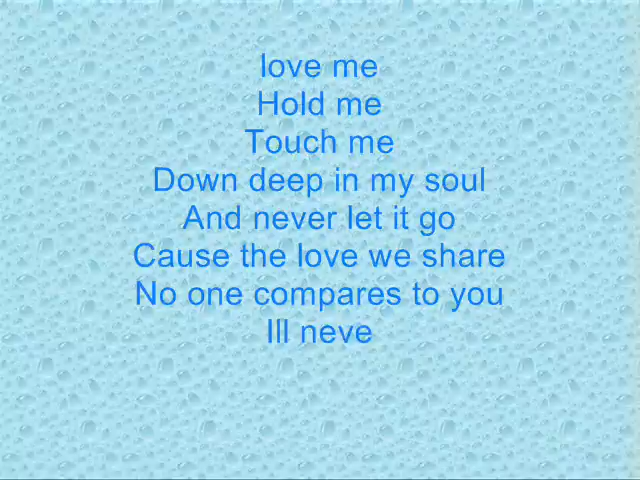 love me
Hold me
Touch me
Down deep in my soul
And never let it go
Cause the love we share
No one compares to you
Ill neve